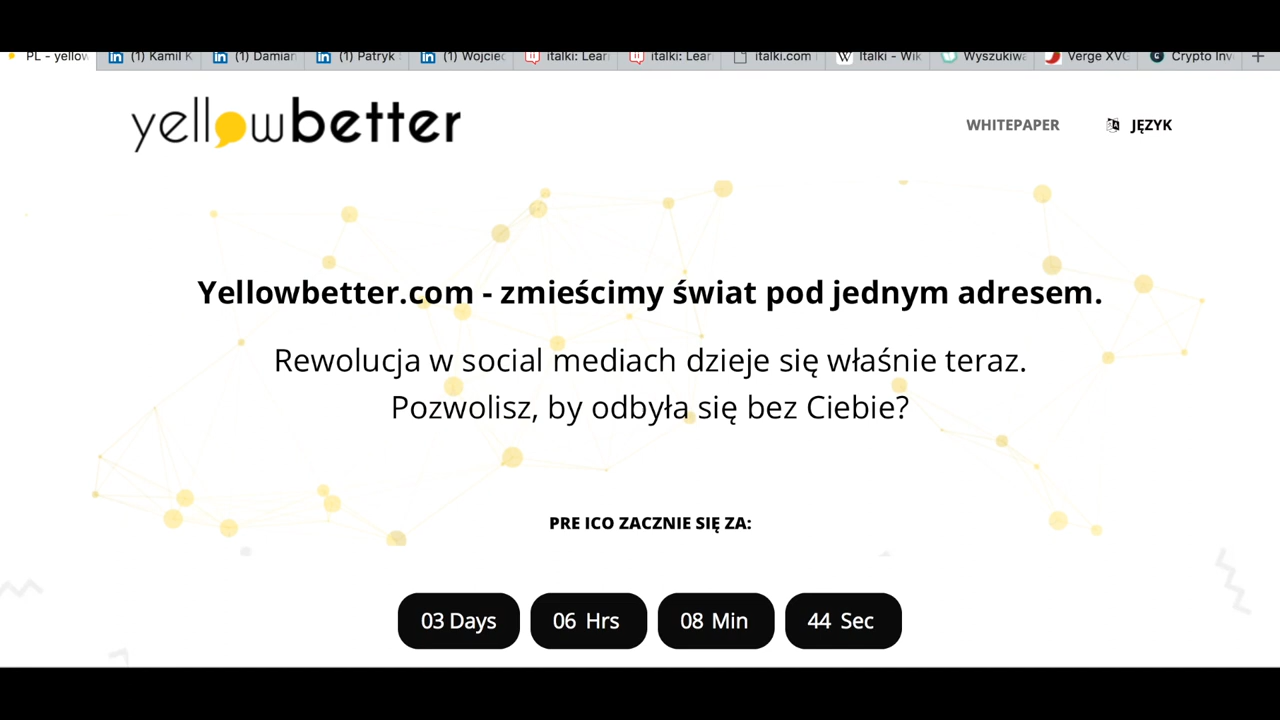 PL - yellow
(1) Kamil K
(1) Damian
(1) Patryk
(1) Wojciec
italki: Lear
italki: Lear
italki.com
W Italki - Wik
Wyszukiwa
Verge XVG
Crypto Inv
yellowbetter
WHITEPAPER
JĘZYK
Yellowbetter.com - zmieścimy świat pod jednym adresem.
Rewolucja w social mediach dzieje się właśnie teraz.
Pozwolisz, by odbyła się bez Ciebie?
PRE ICO ZACZNIE SIĘ ZA:
03 Days 06 Hrs 08 Min 44 Sec